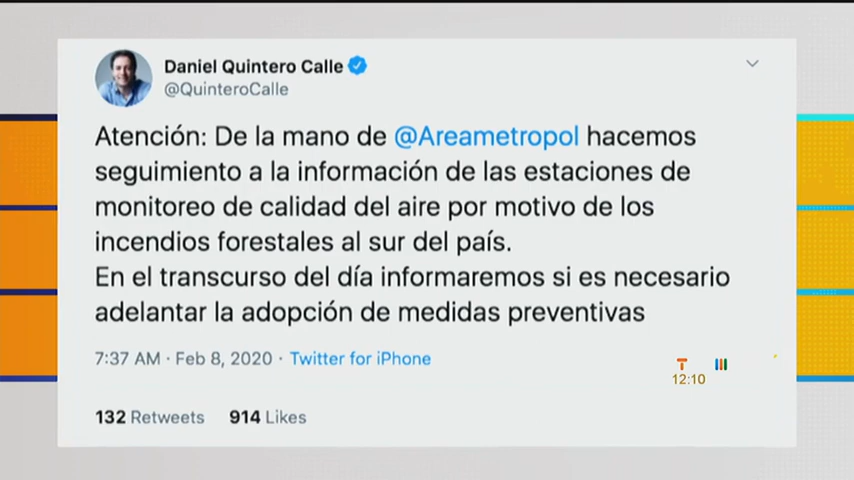 Daniel Quintero Calle
@QuinteroCalle
Atención: De la mano de @Areametropol hacemos
seguimiento a la información de las estaciones de
monitoreo de calidad del aire por motivo de los
incendios forestales al sur del país.
En el transcurso del día informaremos si es necesario
adelantar la adopción de medidas preventivas
7:37 AM · Feb 8, 2020 · Twitter for iPhone
T
12:10
132 Retweets 914 Likes